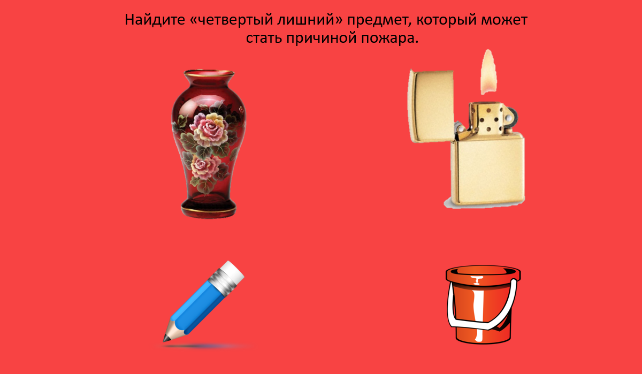 Найдите «четвертый лишний» предмет, который может
стать причиной пожара.